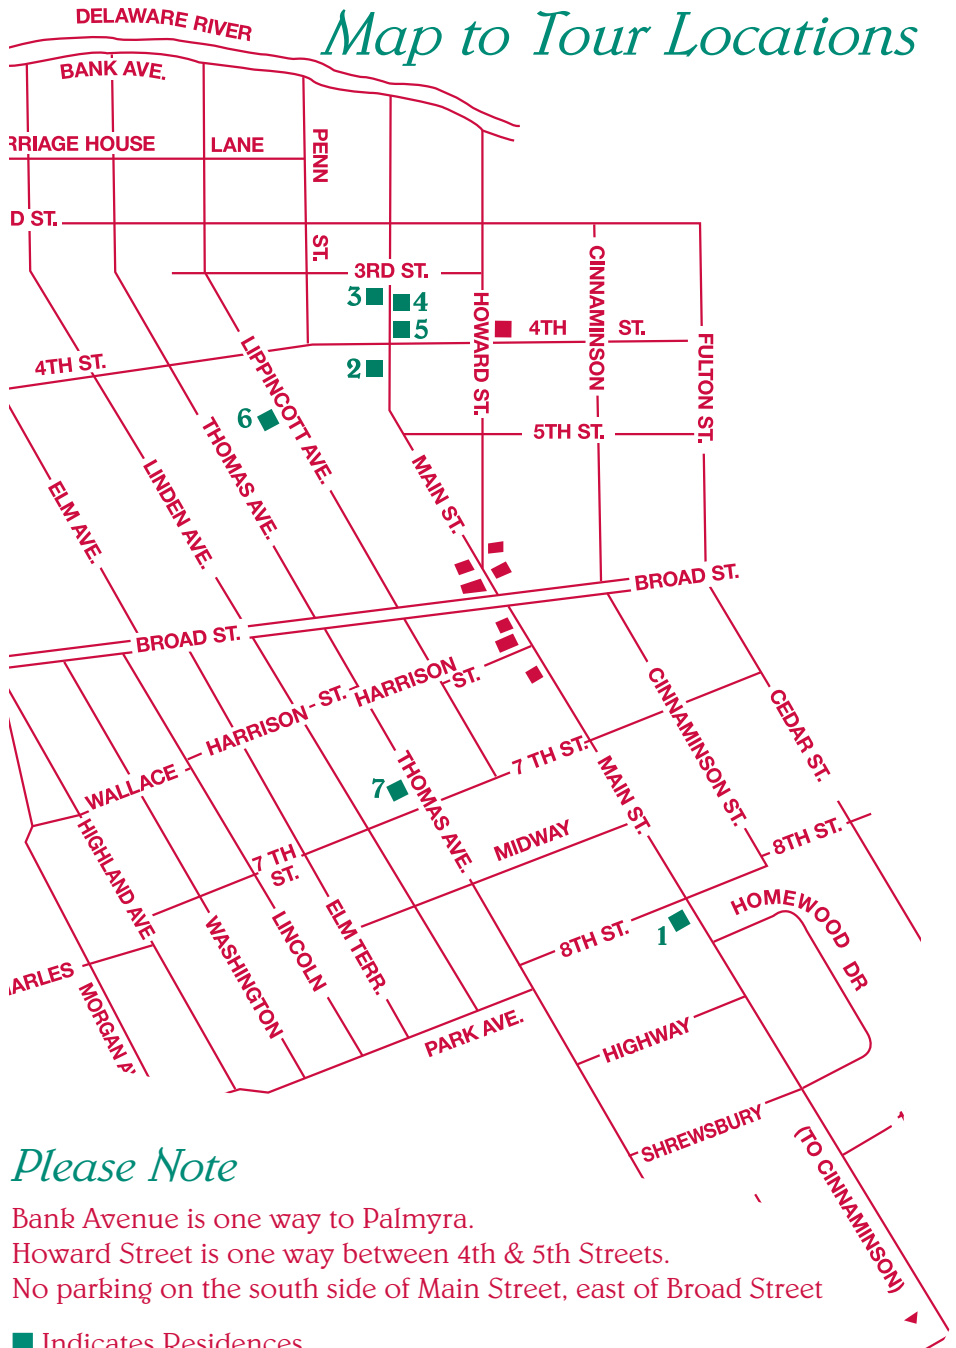 DELAWARE RIVER
Map to Tour Locations
BANK AVE.
RRIAGE HOUSE LANE
PENN ST.
D ST.
3RD ST.
3
4
5
2
HOWARD ST.
4TH ST.
CINNAMINSON
FULTON ST.
4TH ST.
LIPPINCOTT AVE.
6
THOMAS AVE.
5TH ST.
MAIN ST.
ELM AVE.
LINDEN AVE.
BROAD ST.
BROAD ST.
HARRISON ST.
HARRISON ST.
WALLACE
CINNAMINSON ST.
CEDAR ST.
7 TH ST.
MAIN ST.
7
THOMAS AVE.
HIGHLAND AVE
7 TH
ST.
MIDWAY
8TH ST.
HOMEWOOD DR
8TH ST.
1
ELM TERR.
LINCOLN
WASHINGTON
ARLES
MORGAN A
PARK AVE.
HIGHWAY
SHREWSBURY
(TO CINNAMINSON)
Please Note
Bank Avenue is one way to Palmyra.
Howard Street is one way between 4th & 5th Streets.
No parking on the south side of Main Street, east of Broad Street
Indicates Residences